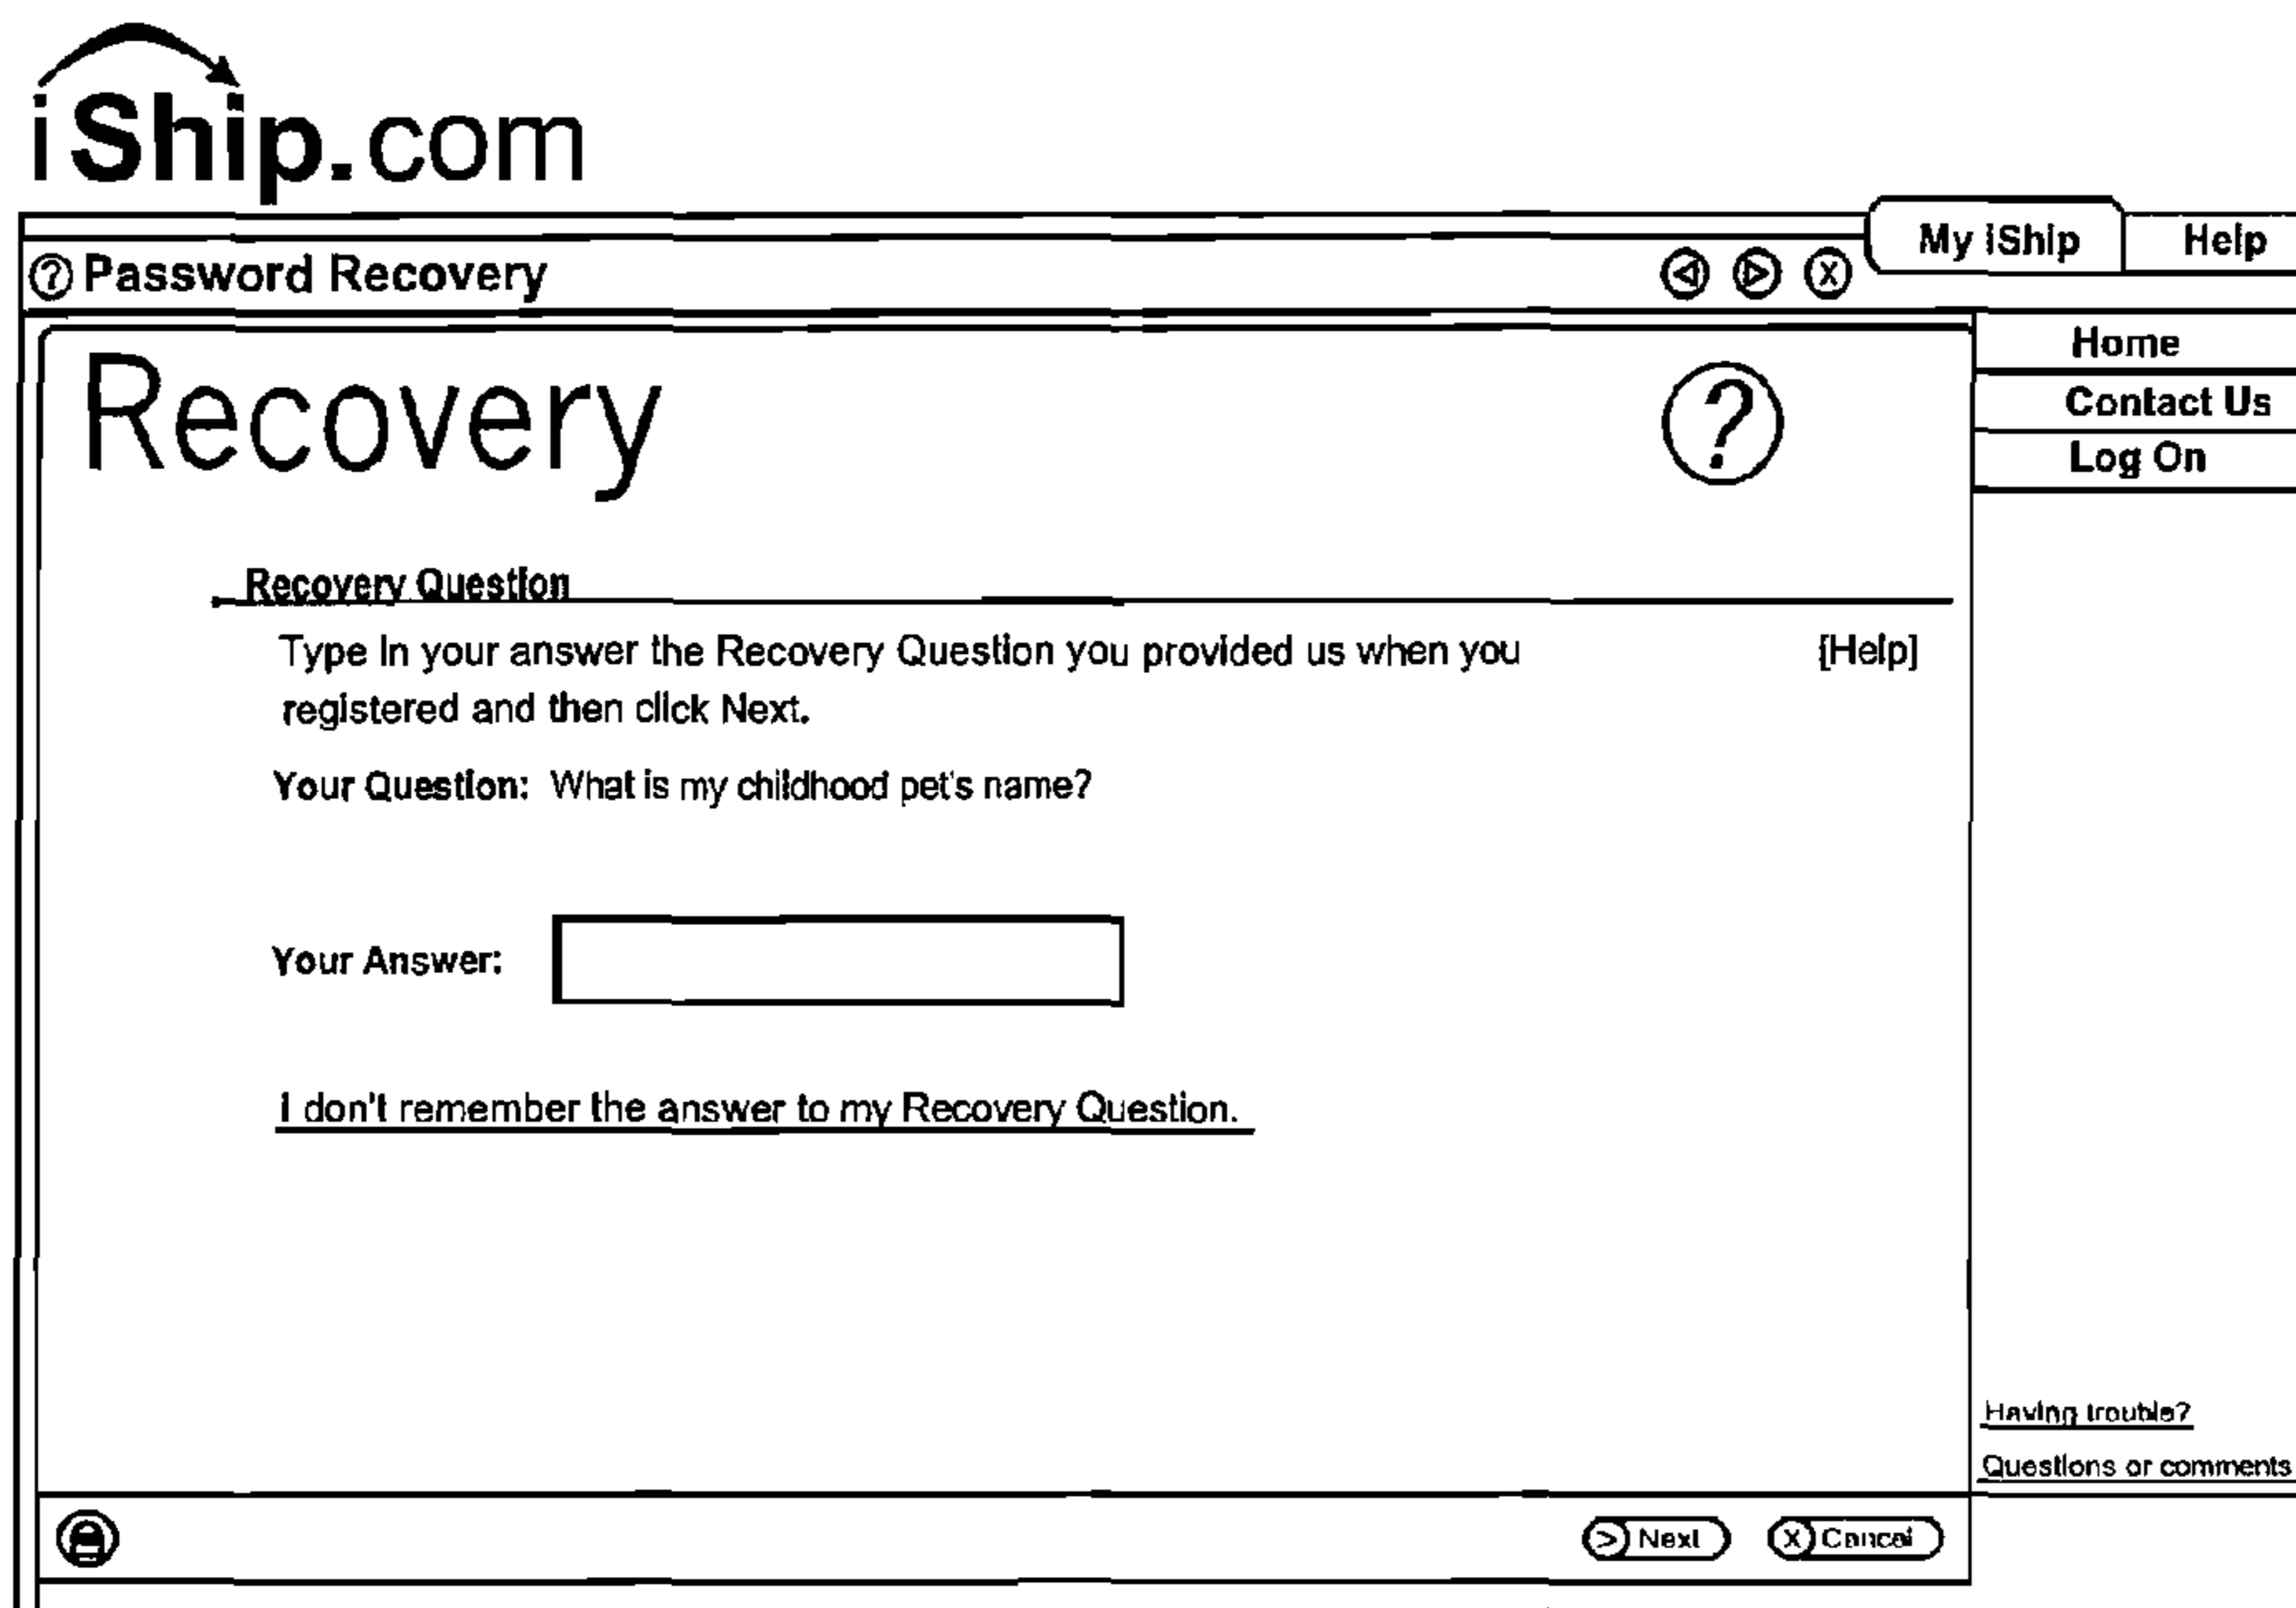 iShip.com
My iShip Help
? Password Recovery
X
Home
Contact Us
Log On
Recovery
?
Recovery Question
Type In your answer the Recovery Question you provided us when you [Help]
registered and then click Next.
Your Question: What is my childhood pet's name?
Your Answer:
I don't remember the answer to my Recovery Question.
Having trouble?
Questions or comments
> Next X Cancel